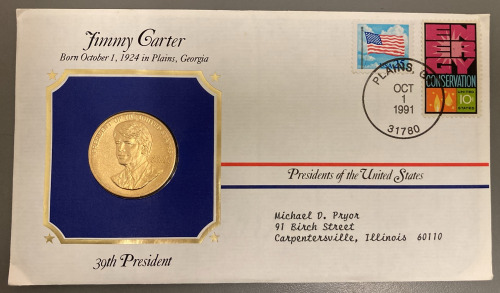 Jimmy Carter
Born October 1, 1924 in Plains, Georgia
PLAINS, G
OCT
1
1991
31780
ENERGY
CONSERVATION
10
Presidents of the United States
Michael D. Pryor
91 Birch Street
Carpentersville, Illinois 60110
39th President